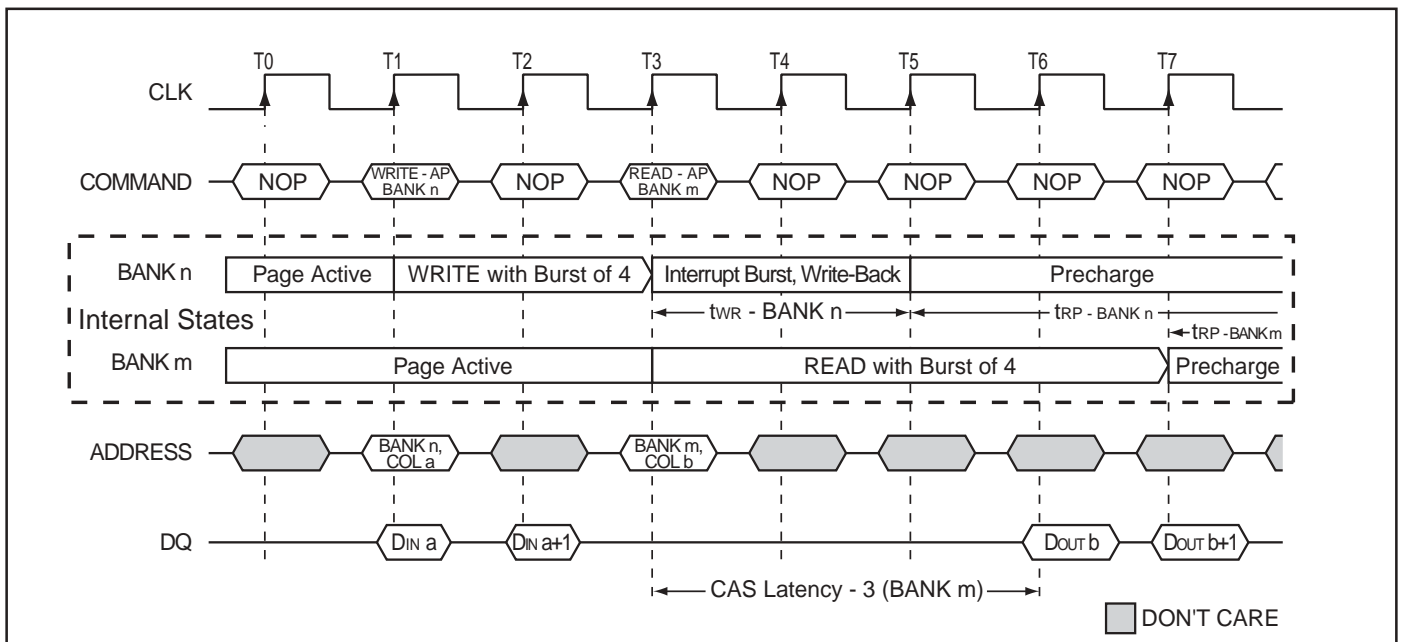 T0 T1 T2 T3 T4 T5 T6 T7
CLK
COMMAND NOP WRITE - AP BANK n NOP READ - AP BANK m NOP NOP NOP NOP
BANK n Page Active WRITE with Burst of 4 Interrupt Burst, Write-Back Precharge
Internal States tWR - BANK n tRP - BANK n
tRP - BANK m
BANK m Page Active READ with Burst of 4 Precharge
ADDRESS BANK n, COL a BANK m, COL b
DQ DIN a DIN a+1 DOUT b DOUT b+1
CAS Latency - 3 (BANK m)
DON'T CARE